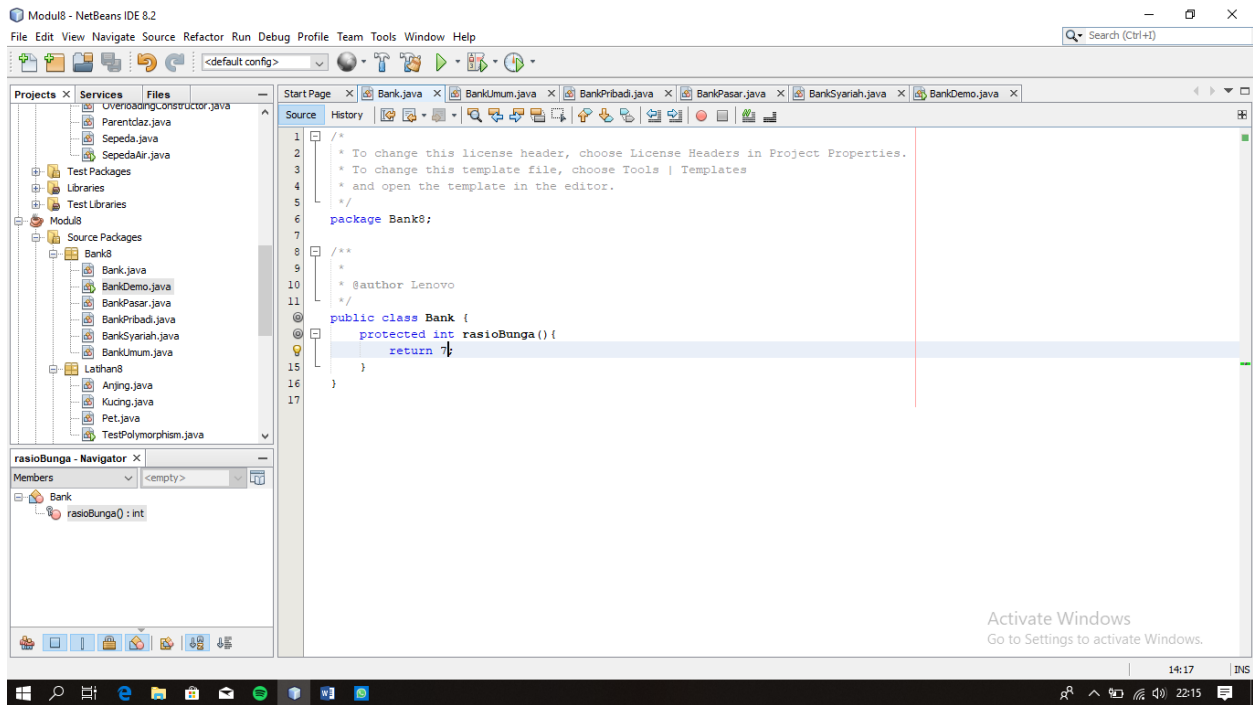 Modul8 - NetBeans IDE 8.2
File Edit View Navigate Source Refactor Run Debug Profile Team Tools Window Help
Search (Ctrl+I)
<default config>
Projects Services Files
Start Page Bank.java BankUmum.java BankPribadi.java BankPasar.java BankSyariah.java BankDemo.java
Source History
OverloadingConstructor.java
Parentclaz.java
Sepeda.java
SepedaAir.java
Test Packages
Libraries
Test Libraries
Modul8
Source Packages
Bank8
Bank.java
BankDemo.java
BankPasar.java
BankPribadi.java
BankSyariah.java
BankUmum.java
Latihan8
Anjing.java
Kucing.java
Pet.java
TestPolymorphism.java
1 /*
2 * To change this license header, choose License Headers in Project Properties.
3 * To change this template file, choose Tools | Templates
4 * and open the template in the editor.
5 */
6 package Bank8;
7
8 /**
9 *
10 * @author Lenovo
11 */
public class Bank {
protected int rasioBunga(){
return 7;
15 }
16 }
17
rasioBunga - Navigator
Members <empty>
Bank
rasioBunga() : int
Activate Windows
Go to Settings to activate Windows.
14:17 INS
22:15